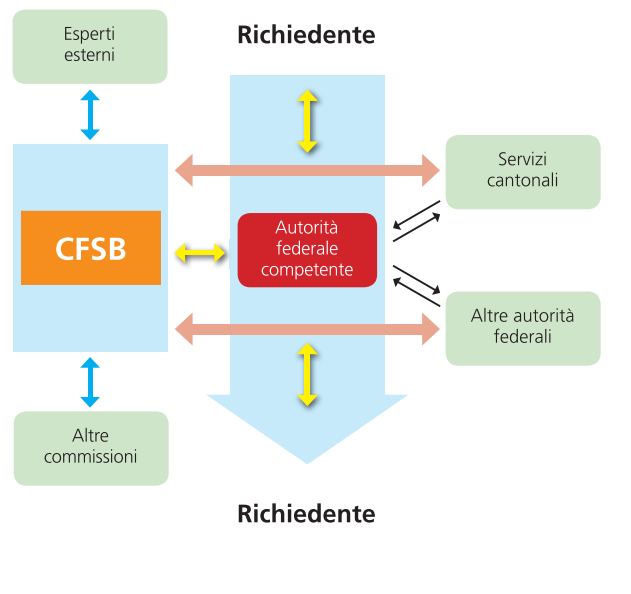 Esperti
esterni
Richiedente
Servizi
cantonali
CFSB
Autorità
federale
competente
Altre autorità
federali
Altre
commissioni
Richiedente